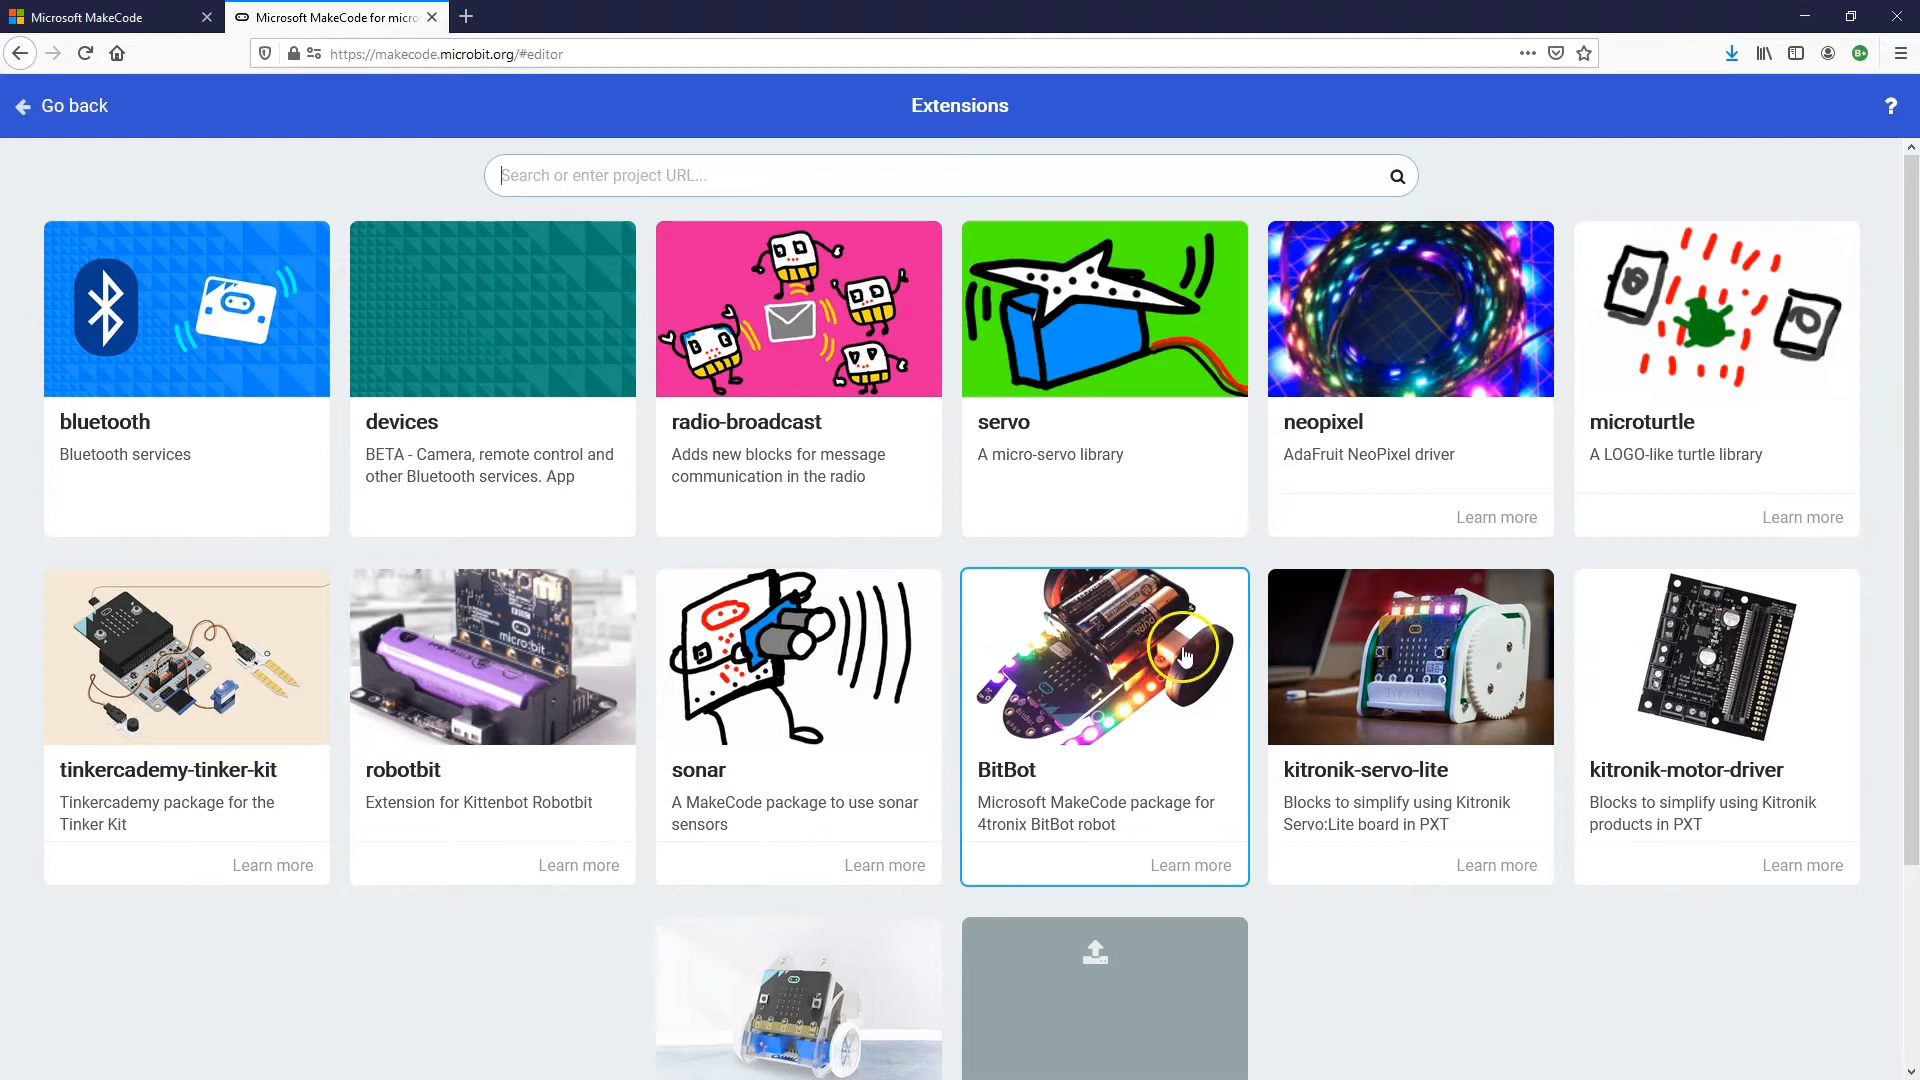 Microsoft MakeCode
Microsoft MakeCode for micro
https://makecode.microbit.org/#editor
Go back
Extensions
?
Search or enter project URL...
bluetooth
Bluetooth services
devices
BETA - Camera, remote control and
other Bluetooth services. App
radio-broadcast
Adds new blocks for message
communication in the radio
servo
A micro-servo library
neopixel
AdaFruit NeoPixel driver
Learn more
microturtle
A LOGO-like turtle library
Learn more
micro:bit
tinkercademy-tinker-kit
Tinkercademy package for the
Tinker Kit
Learn more
robotbit
Extension for Kittenbot Robotbit
Learn more
sonar
A MakeCode package to use sonar
sensors
Learn more
BitBot
Microsoft MakeCode package for
4tronix BitBot robot
Learn more
kitronik-servo-lite
Blocks to simplify using Kitronik
Servo:Lite board in PXT
Learn more
kitronik-motor-driver
Blocks to simplify using Kitronik
products in PXT
Learn more